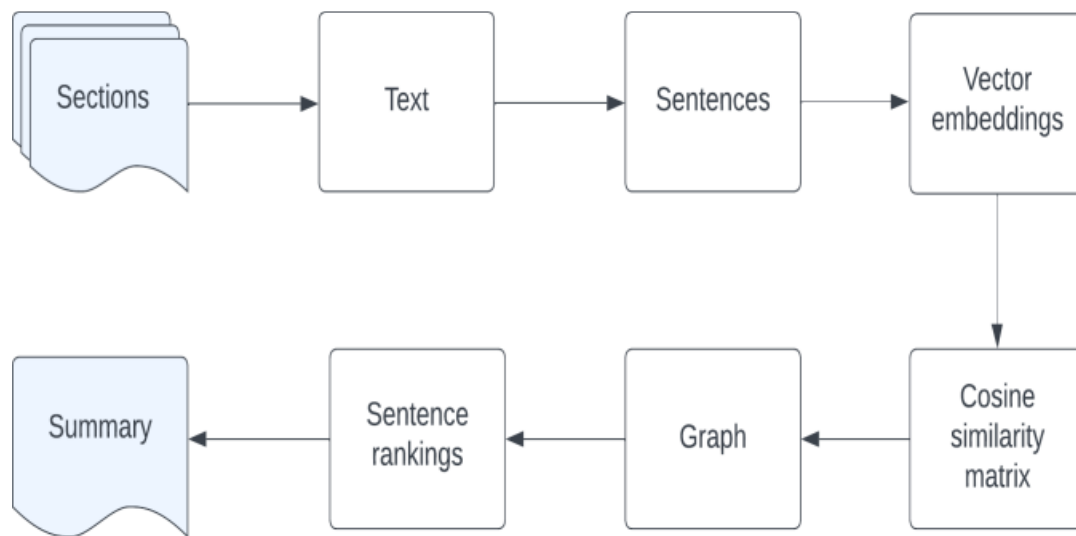 Sections
Text
Sentences
Vector
embeddings
Summary
Sentence
rankings
Graph
Cosine
similarity
matrix